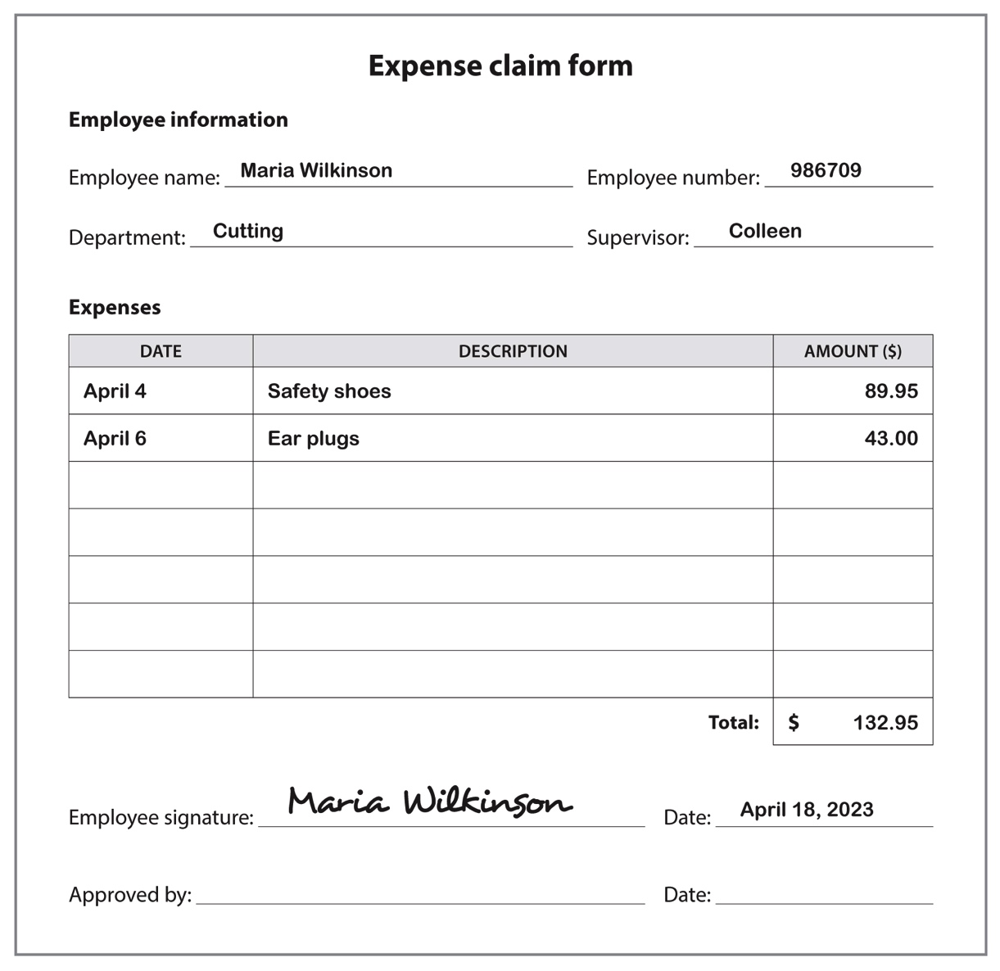 Expense claim form
Employee information
Employee name: Maria Wilkinson Employee number: 986709
Department: Cutting Supervisor: Colleen
Expenses
DATE DESCRIPTION AMOUNT ($)
April 4 Safety shoes 89.95
April 6 Ear plugs 43.00
Total: $ 132.95
Employee signature: Maria Wilkinson Date: April 18, 2023
Approved by: Date: